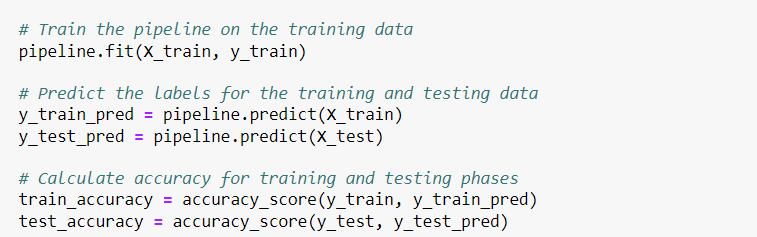 # Train the pipeline on the training data
pipeline.fit(X_train, y_train)
# Predict the labels for the training and testing data
y_train_pred = pipeline.predict(X_train)
y_test_pred = pipeline.predict(X_test)
# Calculate accuracy for training and testing phases
train_accuracy = accuracy_score(y_train, y_train_pred)
test_accuracy = accuracy_score(y_test, y_test_pred)